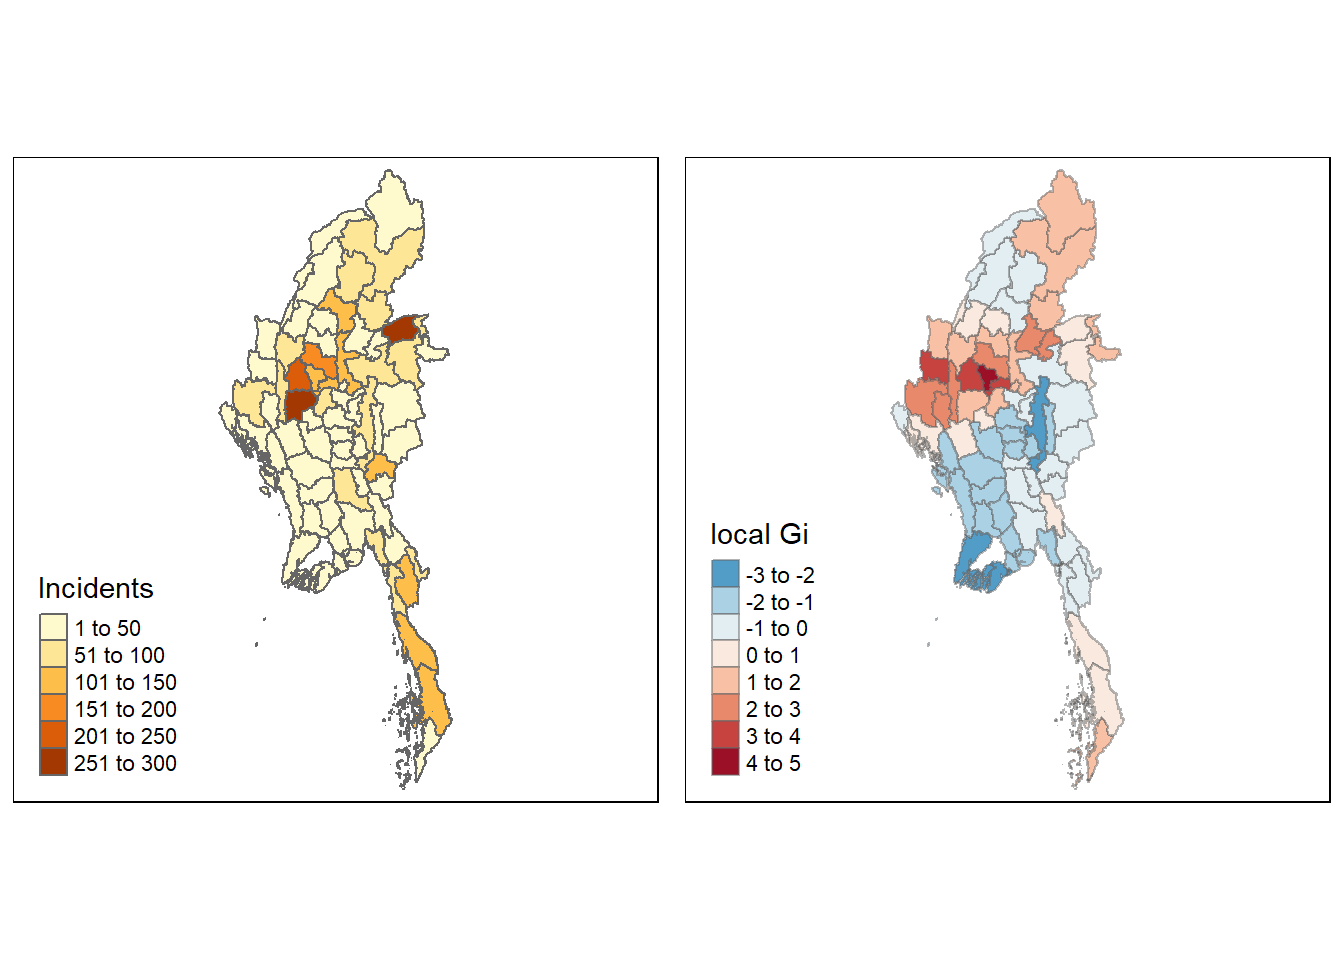 Incidents
1 to 50
51 to 100
101 to 150
151 to 200
201 to 250
251 to 300
local Gi
-3 to -2
-2 to -1
-1 to 0
0 to 1
1 to 2
2 to 3
3 to 4
4 to 5